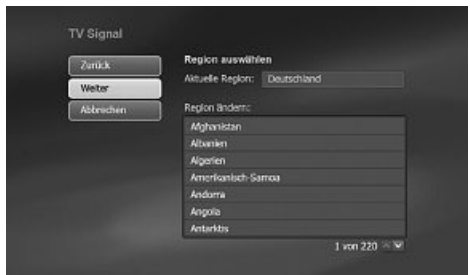 TV Signal
Zurück
Weiter
Abbrechen
Region auswählen
Aktuelle Region: Deutschland
Region ändern:
Afghanistan
Albanien
Algerien
Amerikanisch-Samoa
Andorra
Angola
Antarktis
1 von 220